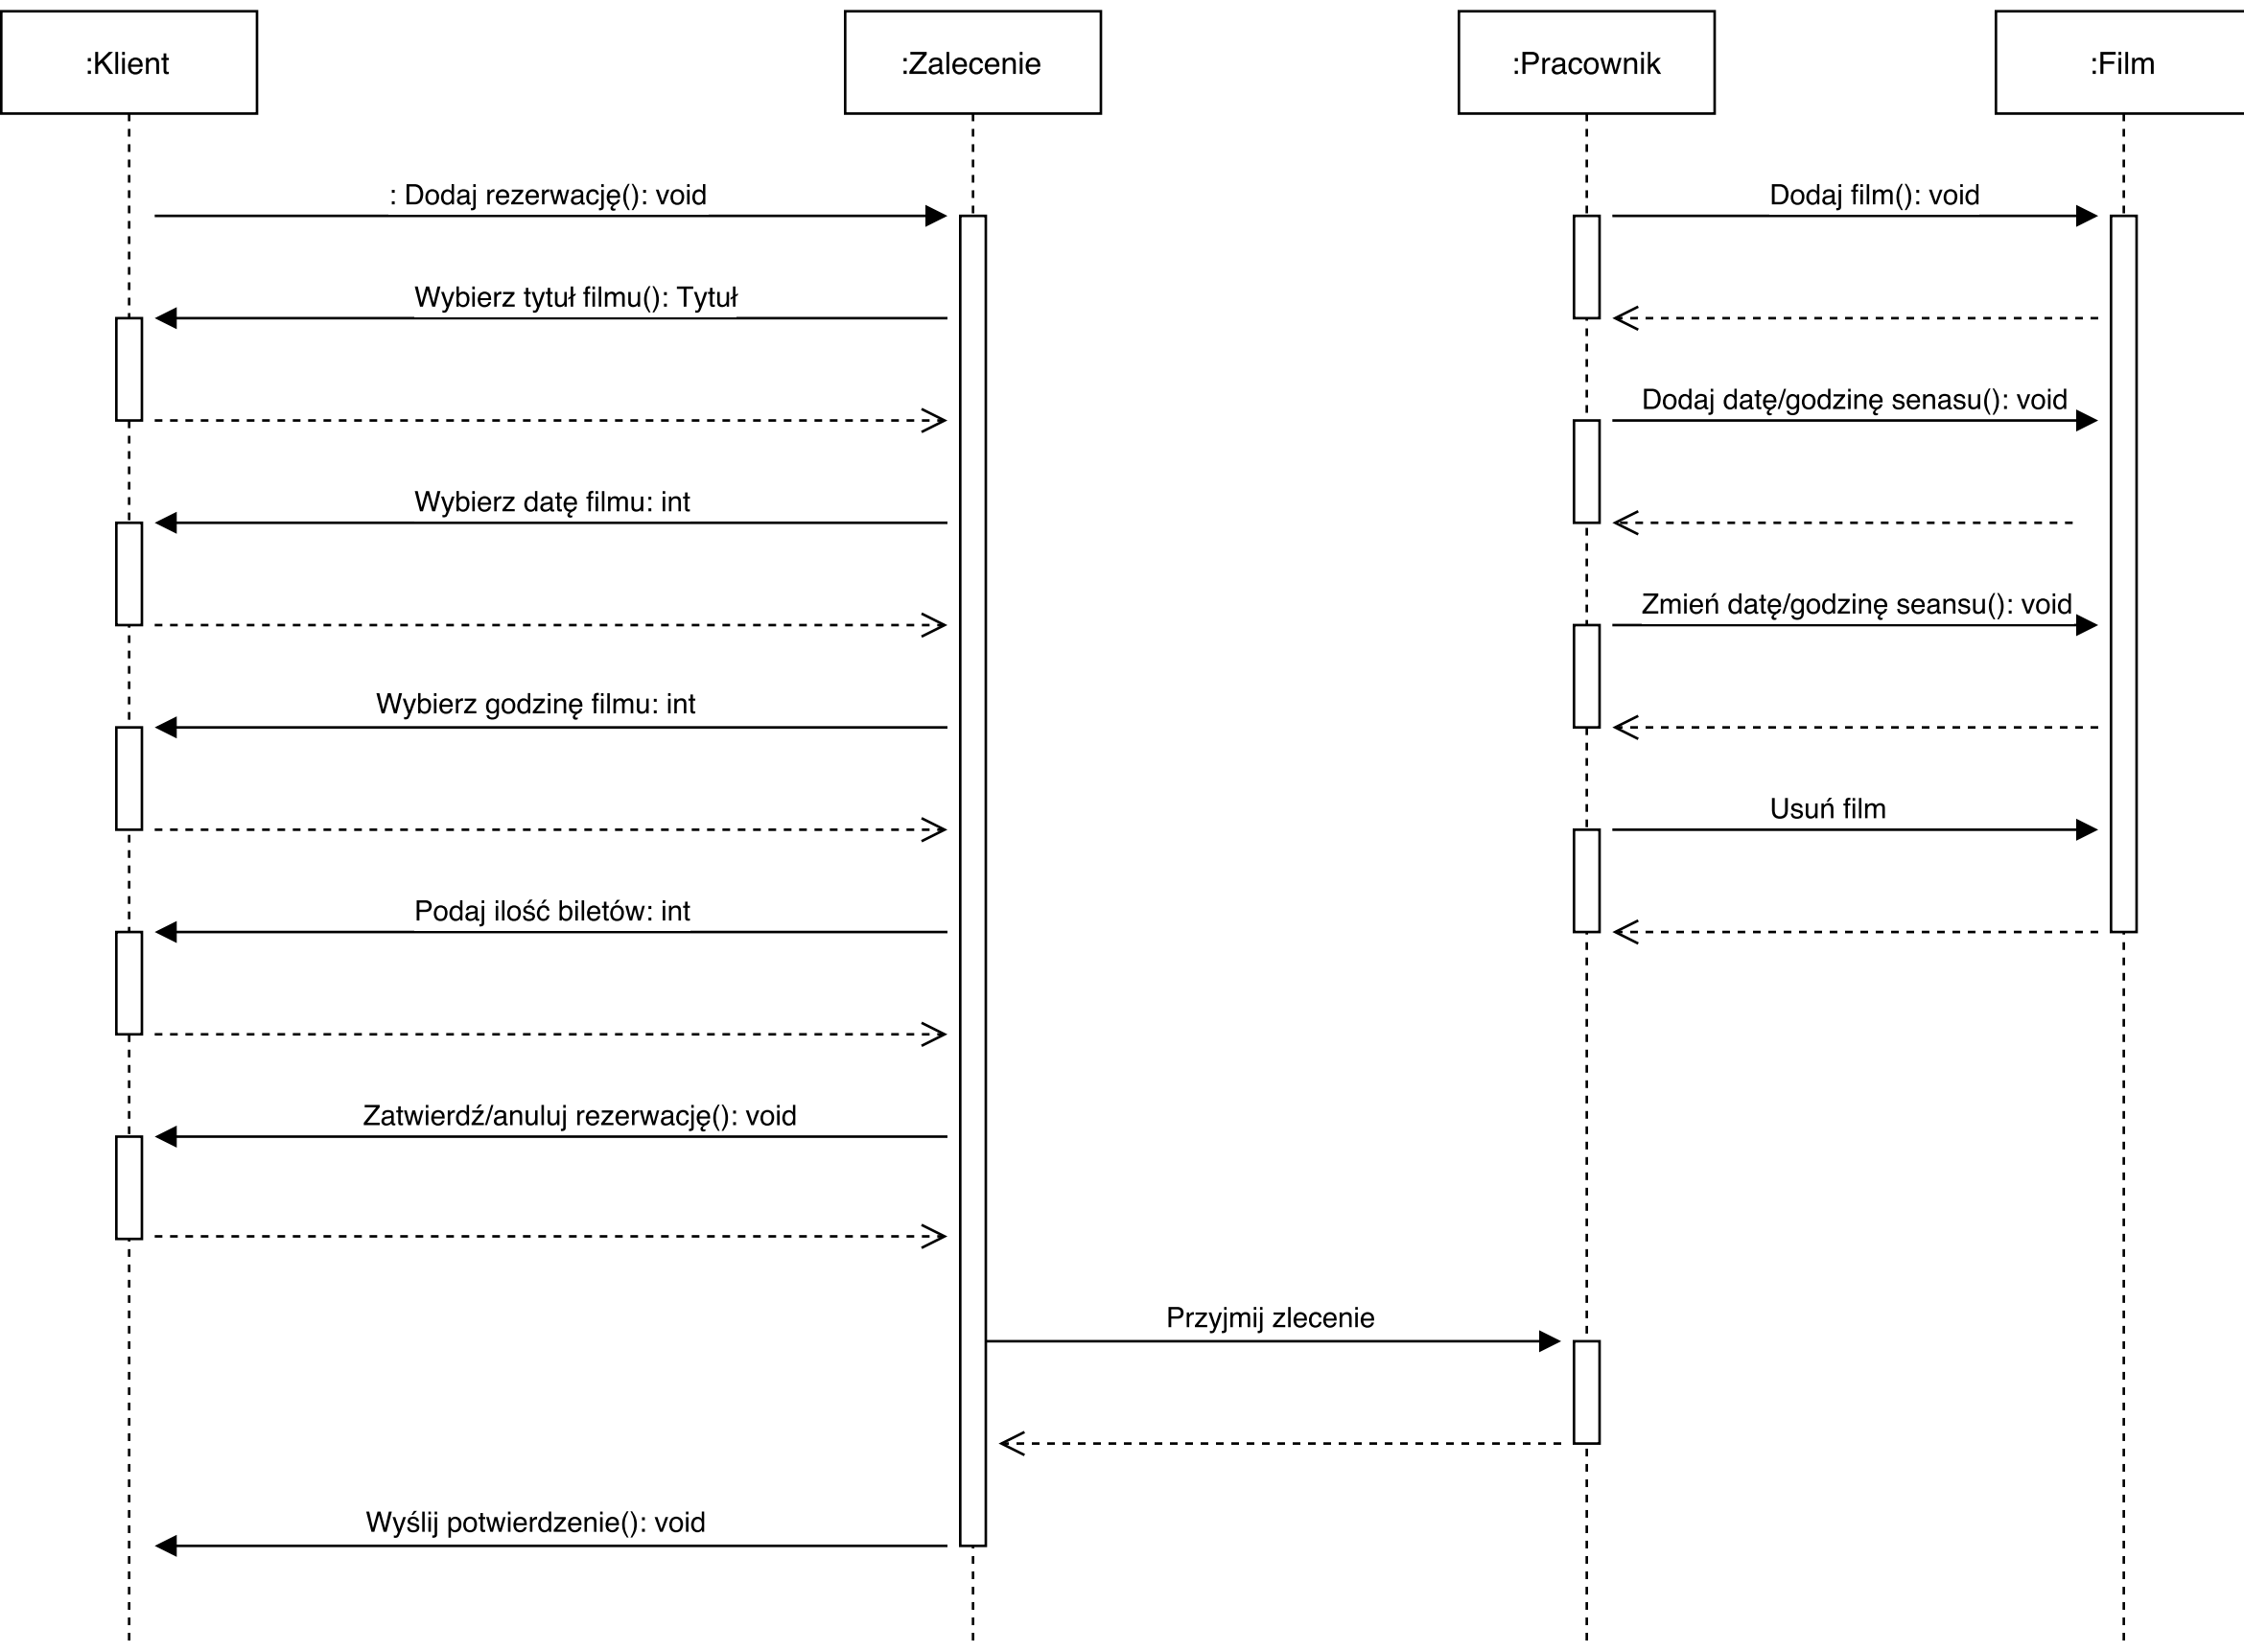 :Klient
:Zalecenie
:Pracownik
:Film
: Dodaj rezerwację(): void
Dodaj film(): void
Wybierz tytuł filmu(): Tytuł
Dodaj datę/godzinę senasu(): void
Wybierz datę filmu: int
Zmień datę/godzinę seansu(): void
Wybierz godzinę filmu: int
Usuń film
Podaj ilość biletów: int
Zatwierdź/anuluj rezerwację(): void
Przyjmij zlecenie
Wyślij potwierdzenie(): void